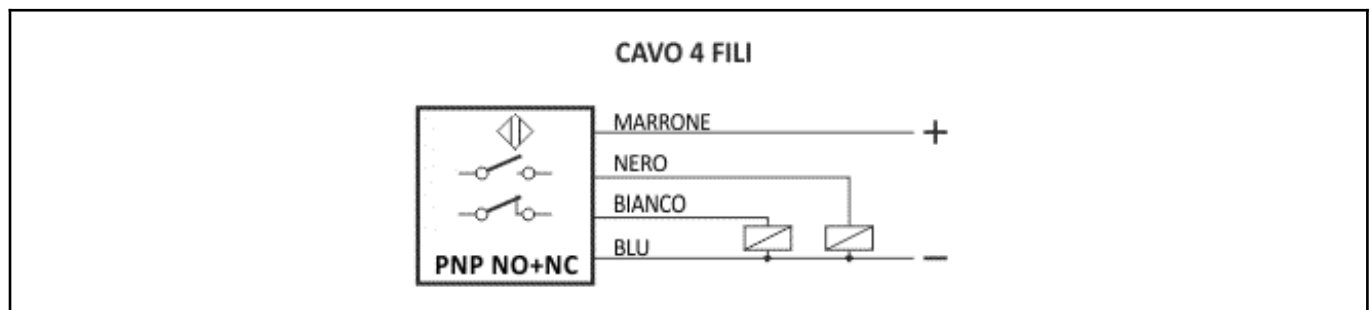 CAVO 4 FILI
MARRONE
+
NERO
BIANCO
BLU
−
PNP NO+NC